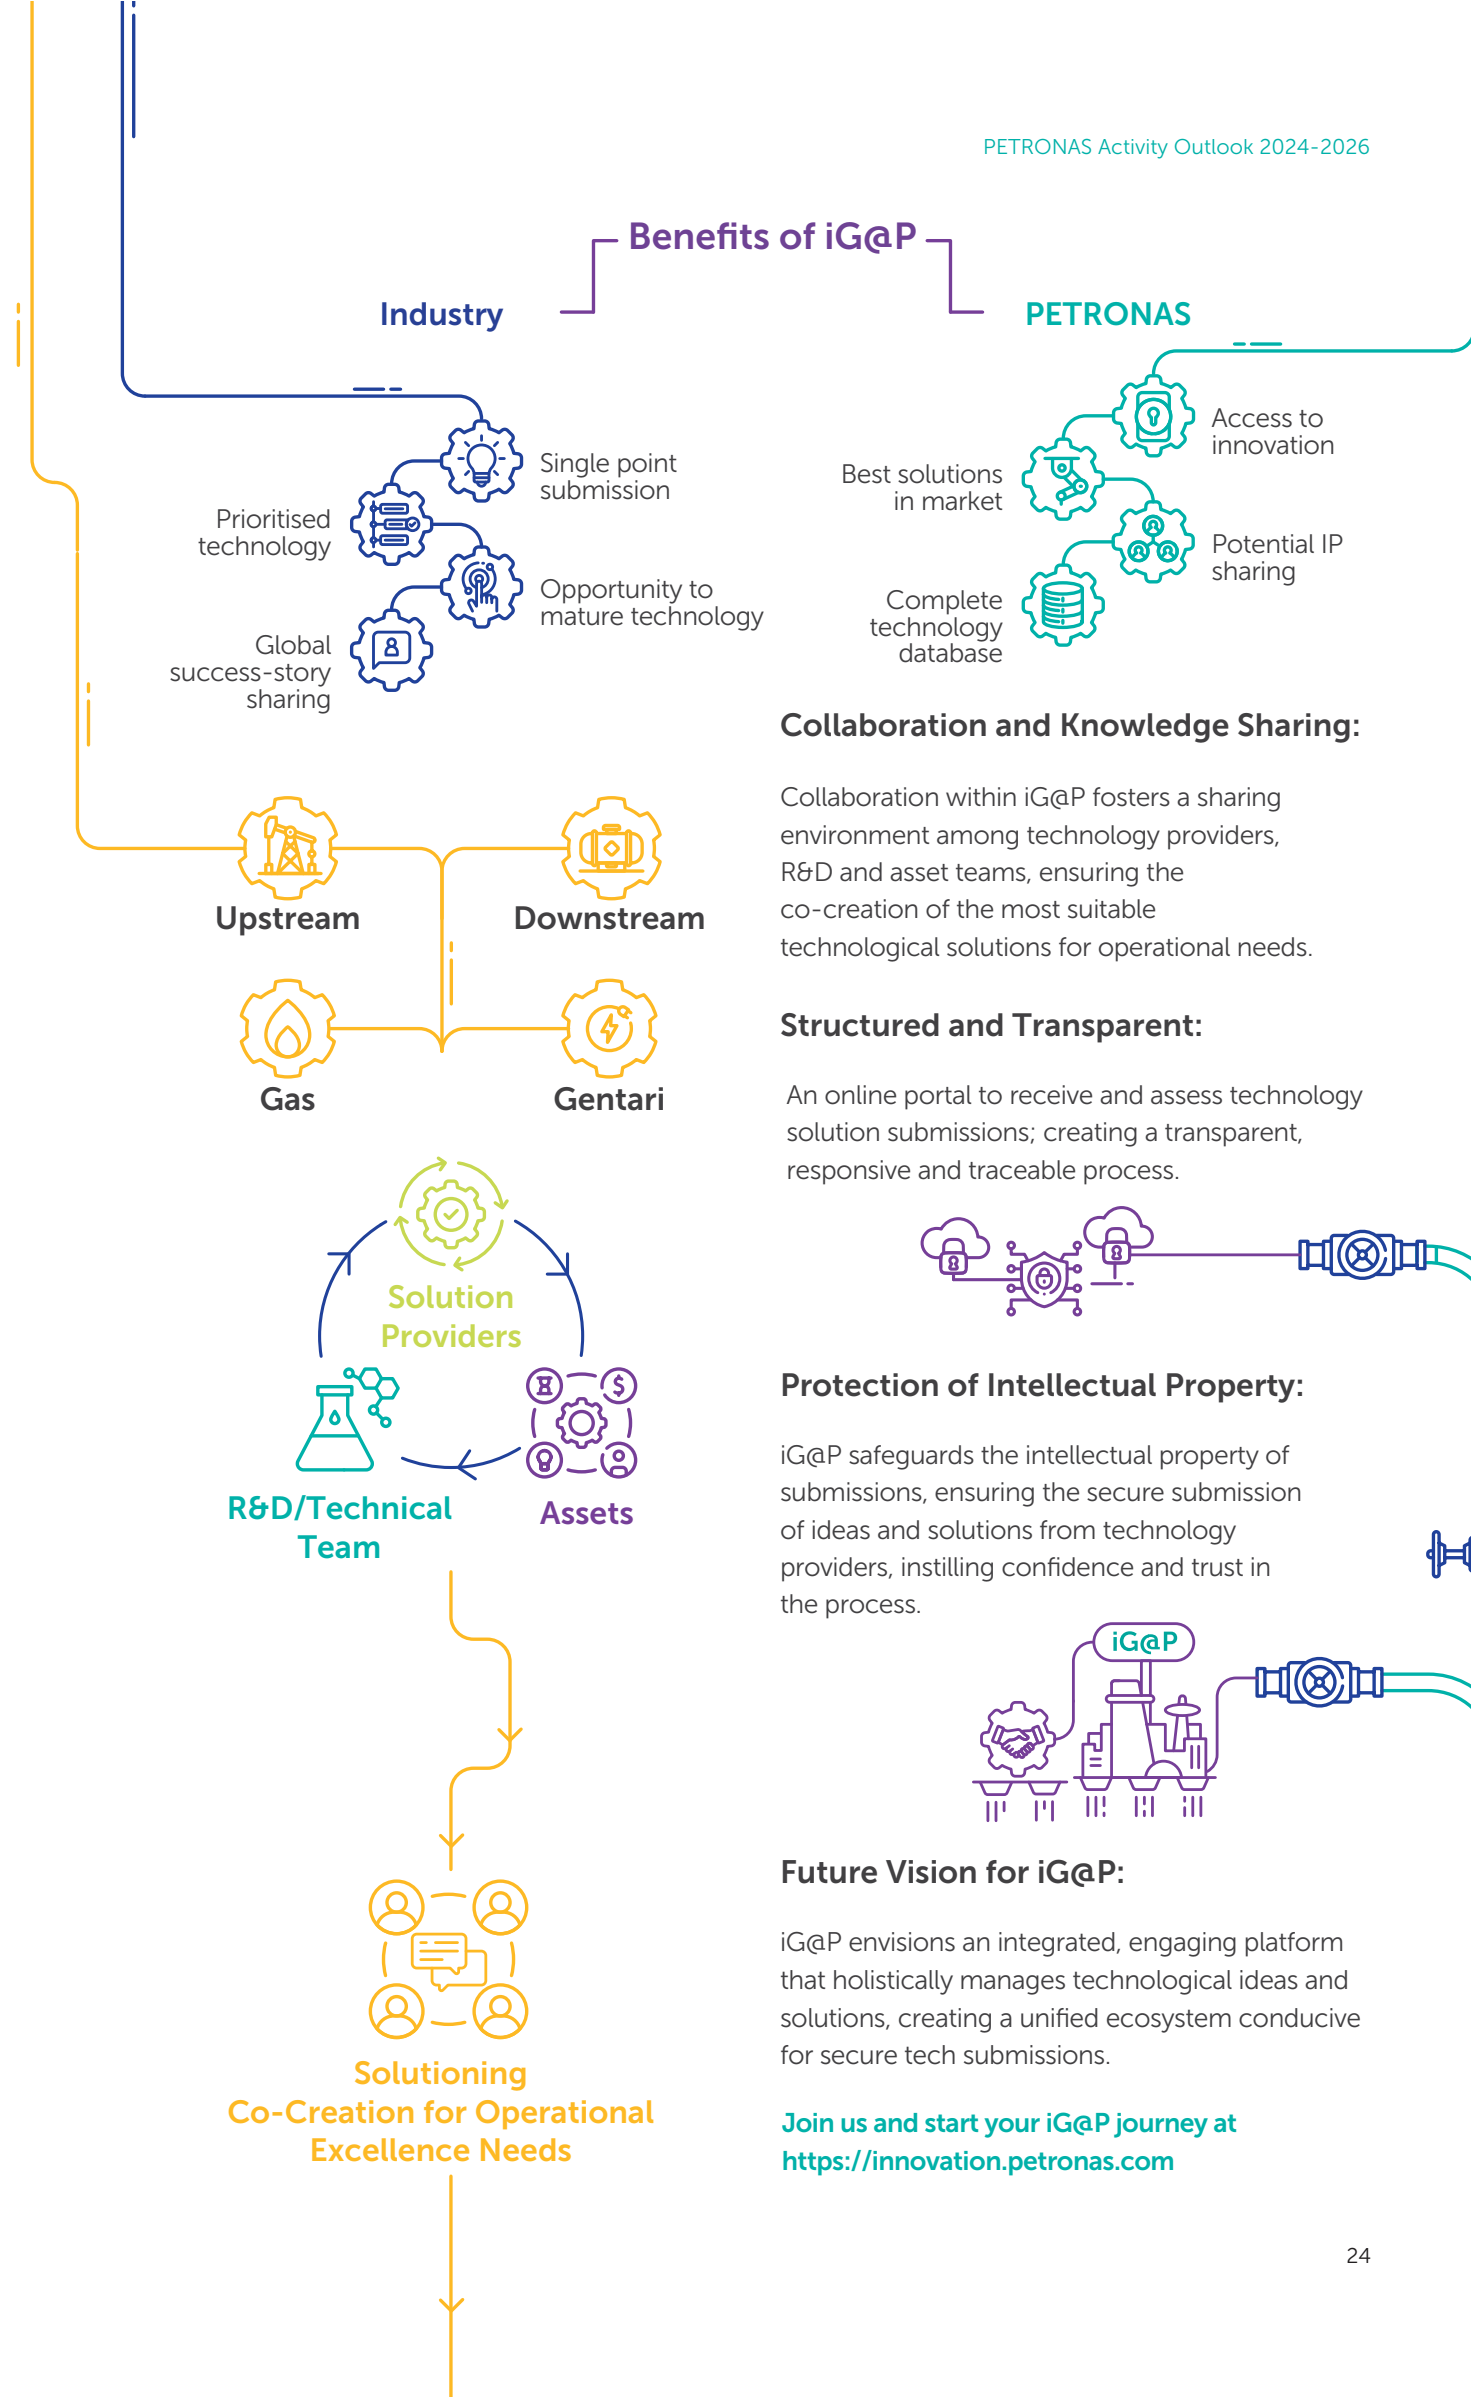 PETRONAS Activity Outlook 2024-2026
Benefits of iG@P
Industry
Single point
submission
Prioritised
technology
Opportunity to
mature technology
Global
success-story
sharing
PETRONAS
Access to
innovation
Best solutions
in market
Potential IP
sharing
Complete
technology
database
Upstream
Downstream
Gas
Gentari
Solution
Providers
R&D/Technical
Team
Assets
Solutioning
Co-Creation for Operational
Excellence Needs
Collaboration and Knowledge Sharing:
Collaboration within iG@P fosters a sharing
environment among technology providers,
R&D and asset teams, ensuring the
co-creation of the most suitable
technological solutions for operational needs.
Structured and Transparent:
An online portal to receive and assess technology
solution submissions; creating a transparent,
responsive and traceable process.
Protection of Intellectual Property:
iG@P safeguards the intellectual property of
submissions, ensuring the secure submission
of ideas and solutions from technology
providers, instilling confidence and trust in
the process.
iG@P
Future Vision for iG@P:
iG@P envisions an integrated, engaging platform
that holistically manages technological ideas and
solutions, creating a unified ecosystem conducive
for secure tech submissions.
Join us and start your iG@P journey at
https://innovation.petronas.com
24